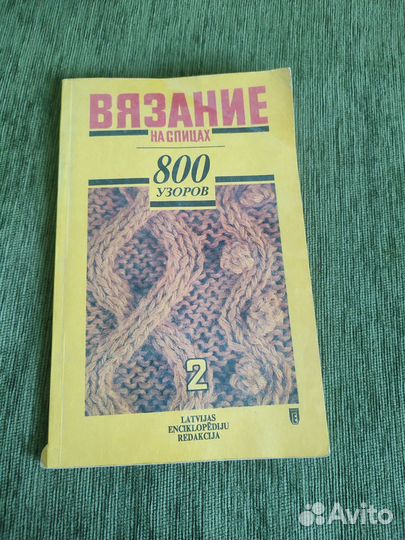 ВЯЗАНИЕ
НА СПИЦАХ
800
УЗОРОВ
2
LATVIJAS
ENCIKLOPĒDIJU
REDAKCIJA
Avito